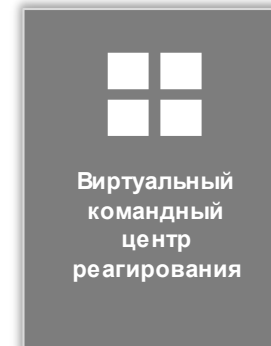 Виртуальный
командный
центр
реагирования